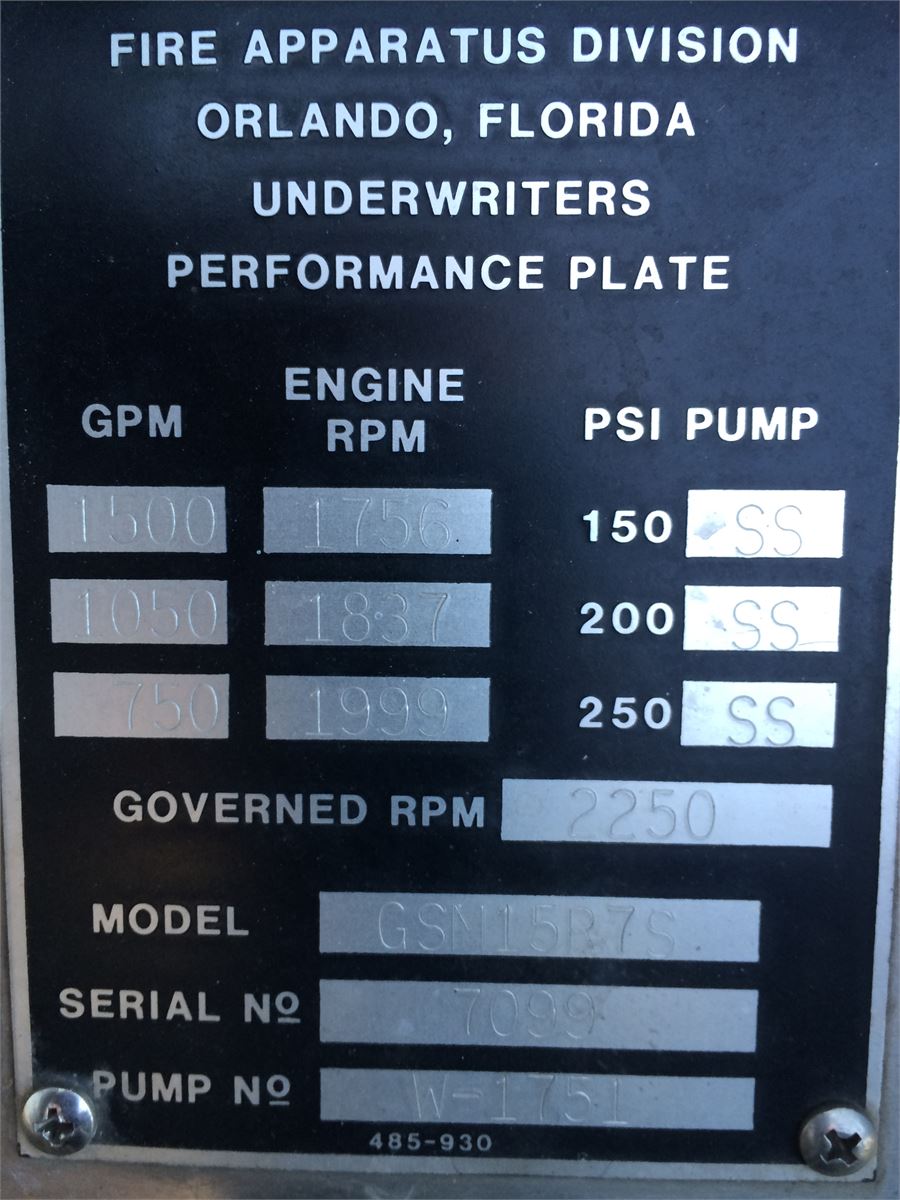 FIRE APPARATUS DIVISION
ORLANDO, FLORIDA
UNDERWRITERS
PERFORMANCE PLATE
GPM ENGINE RPM PSI PUMP
1500 1756 150 SS
1050 1837 200 SS
750 1999 250 SS
GOVERNED RPM 2250
MODEL
SERIAL Nº 7099
PUMP Nº W-1751
485-930